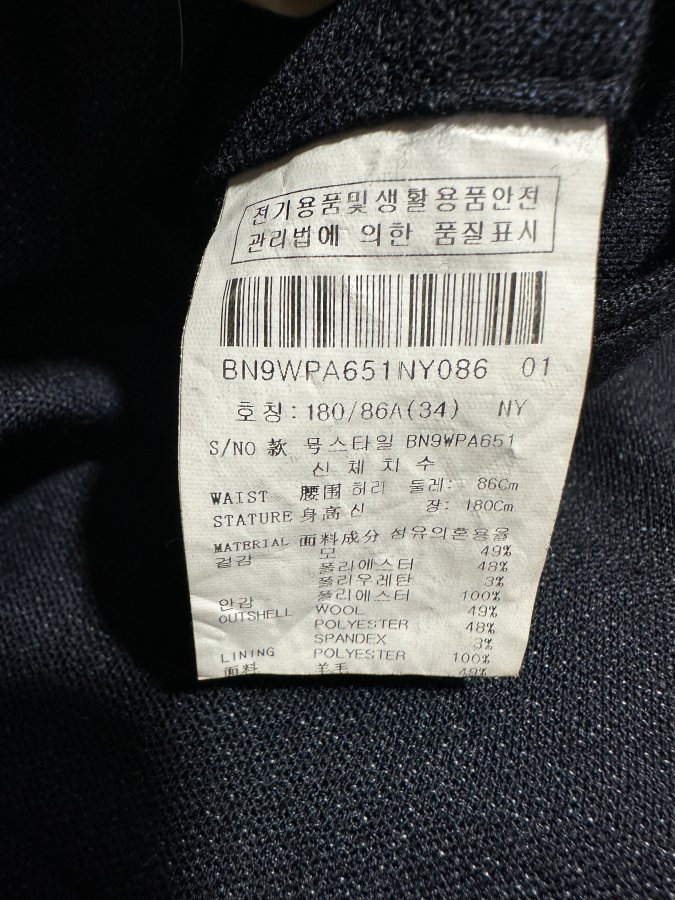 전기용품및생활용품안전
관리법에 의한 품질표시
BN9WPA651NY086 01
호칭: 180/86A(34) NY
S/NO 款 号 스타일 BN9WPA651
신 체 치 수
WAIST 腰围 허리 둘레: 86Cm
STATURE 身高 신 장: 180Cm
MATERIAL 面料成分 섬유의혼용율
겉감 모 49%
폴리에스터 48%
폴리우레탄 3%
안감 폴리에스터 100%
OUTSHELL WOOL 49%
POLYESTER 48%
SPANDEX 3%
LINING POLYESTER 100%
面料 羊毛 49%